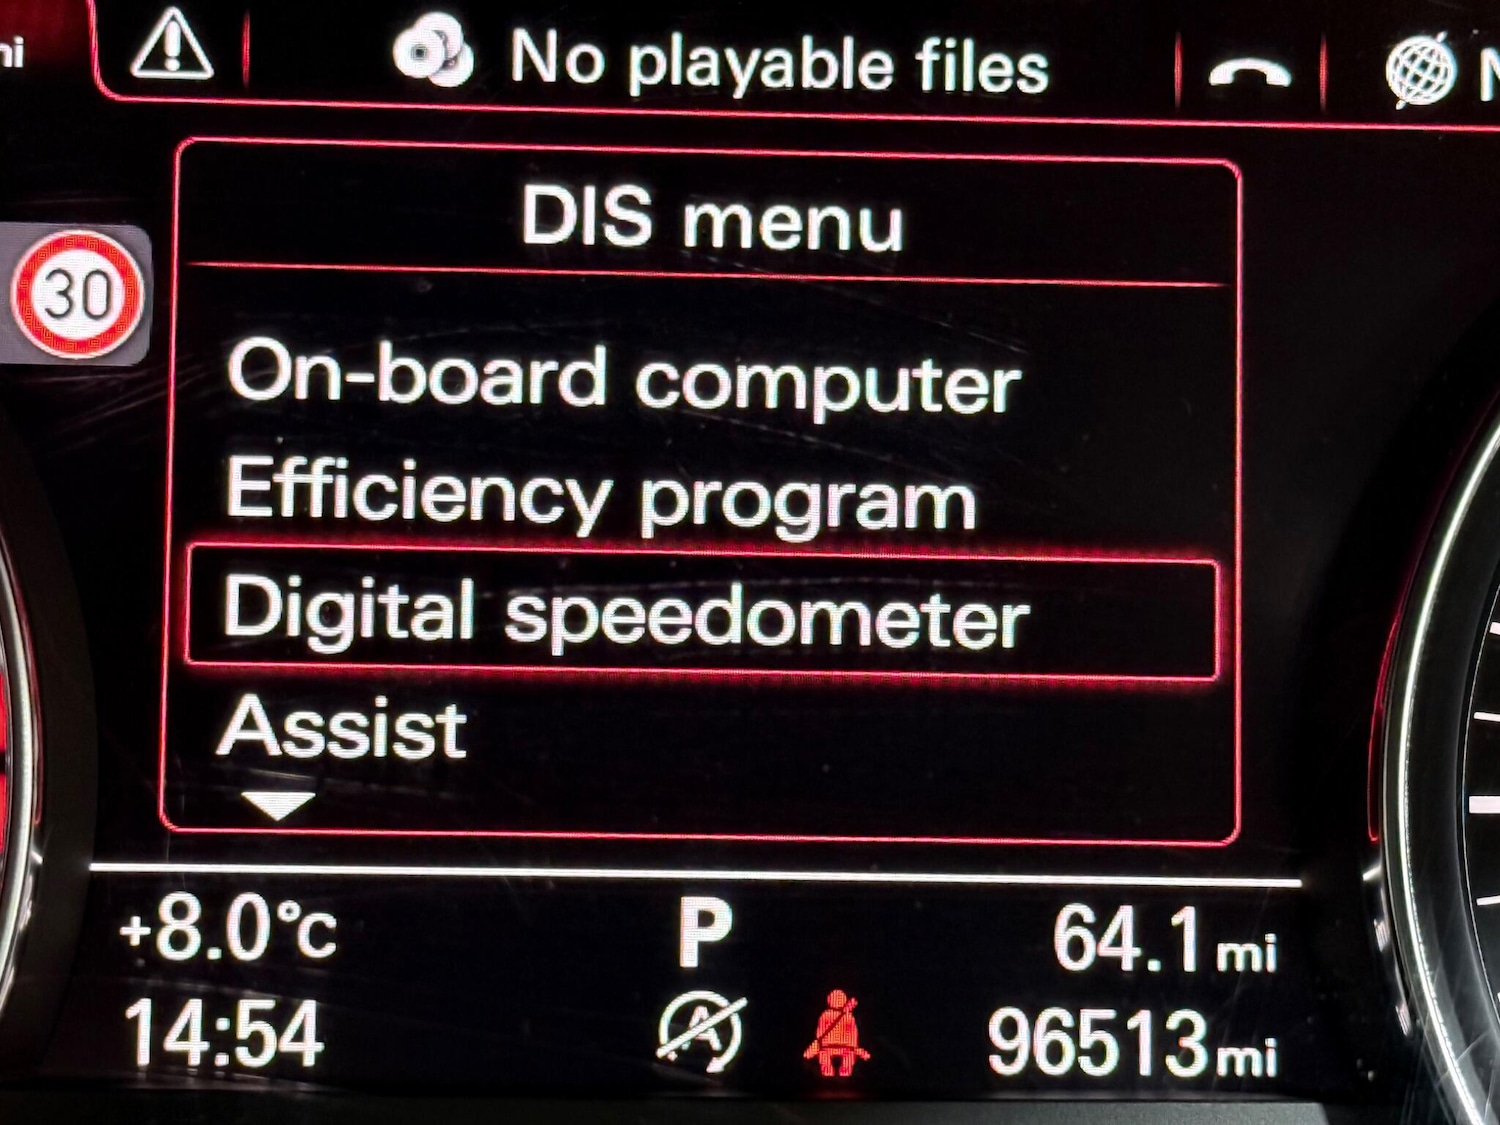 mi
No playable files
N
DIS menu
30
On-board computer
Efficiency program
Digital speedometer
Assist
+8.0°C
P
64.1 mi
14:54
A
96513 mi